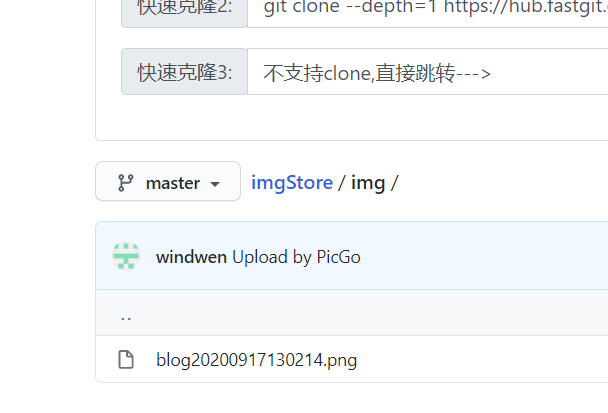 快速克隆2: git clone --depth=1 https://hub.fastgit.
快速克隆3: 不支持clone,直接跳转--->
master imgStore / img /
windwen Upload by PicGo
..
blog20200917130214.png